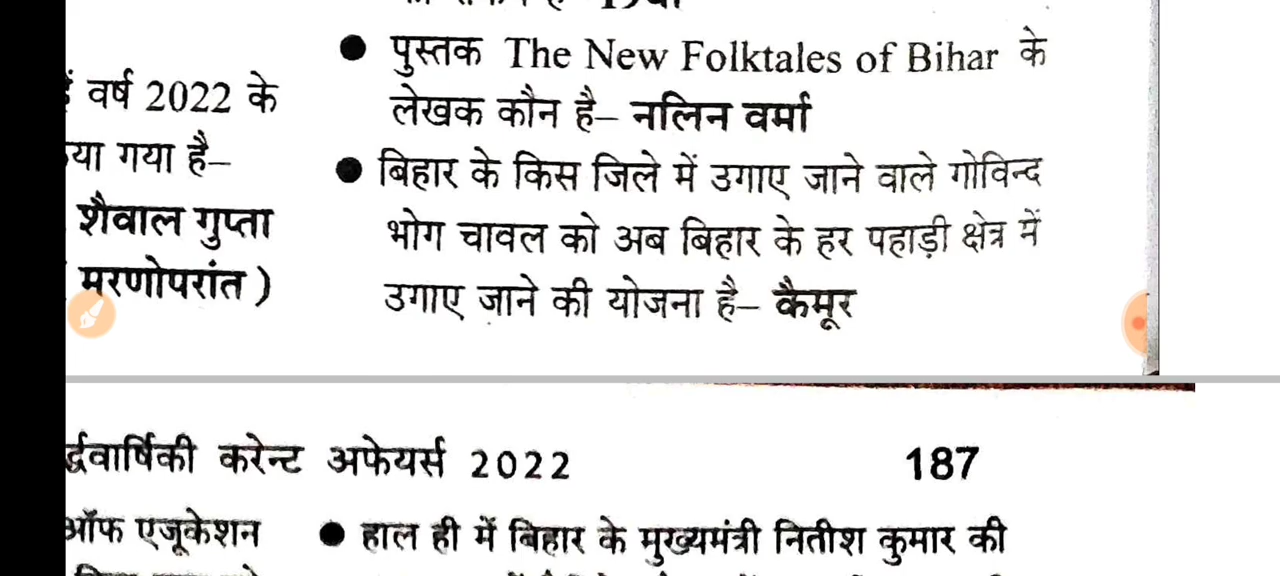 वर्ष 2022 के
या गया है–
शैवाल गुप्ता
मरणोपरांत )
● पुस्तक The New Folktales of Bihar के
लेखक कौन है– नलिन वर्मा
● बिहार के किस जिले में उगाए जाने वाले गोविन्द
भोग चावल को अब बिहार के हर पहाड़ी क्षेत्र में
उगाए जाने की योजना है– कैमूर
र्द्धवार्षिकी करेन्ट अफेयर्स 2022 187
ऑफ एजूकेशन
● हाल ही में बिहार के मुख्यमंत्री नितीश कुमार की